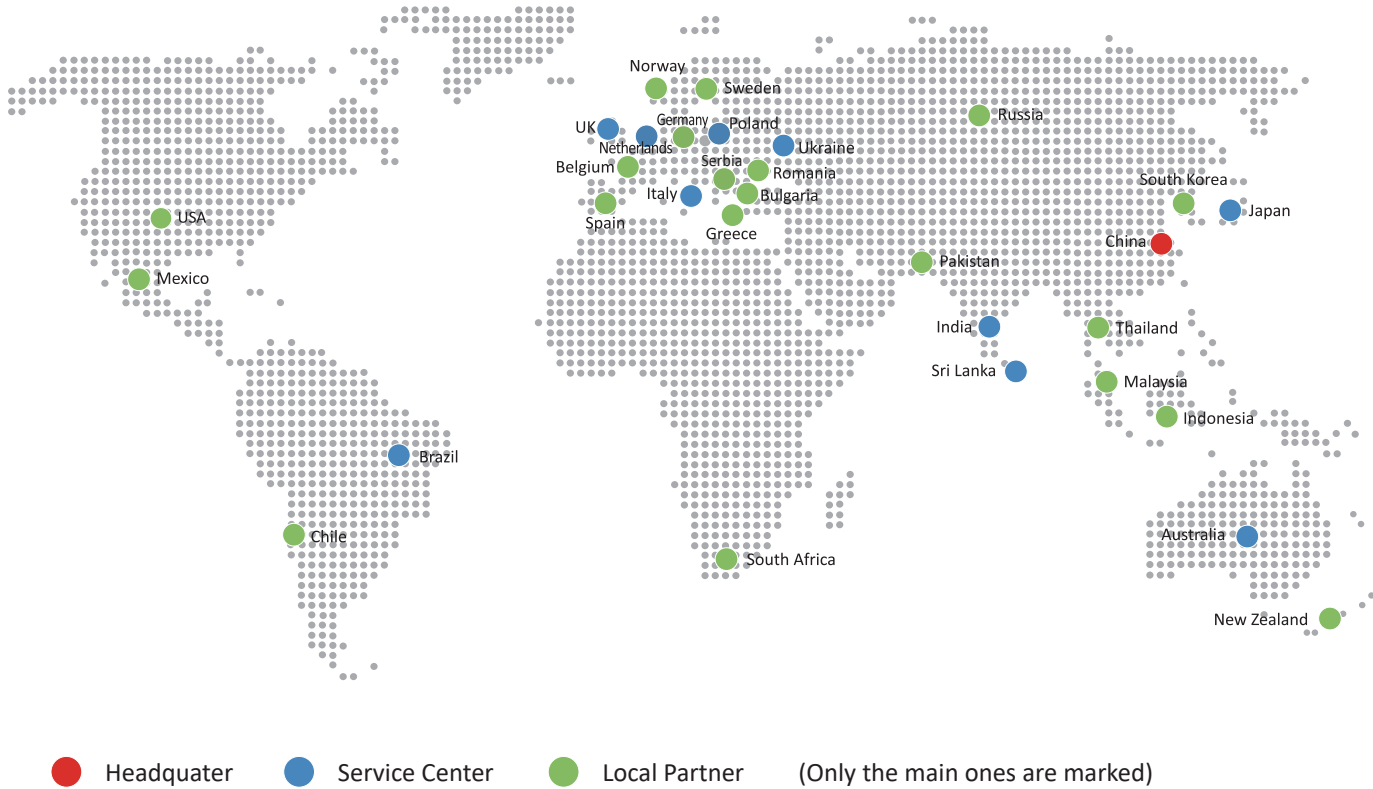 Norway
Sweden
UK
Germany
Poland
Russia
Netherlands
Ukraine
Belgium
Serbia
Romania
South Korea
Italy
Bulgaria
USA
Spain
Greece
Japan
China
Mexico
Pakistan
India
Thailand
Sri Lanka
Malaysia
Indonesia
Brazil
Chile
Australia
South Africa
New Zealand
Headquater
Service Center
Local Partner
(Only the main ones are marked)